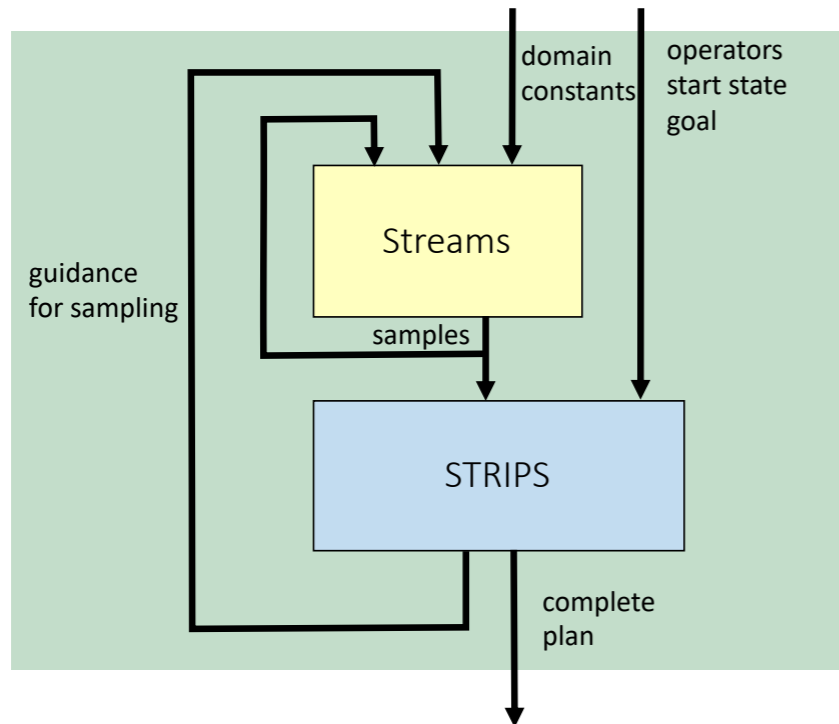 domain
constants
operators
start state
goal
Streams
guidance
for sampling
samples
STRIPS
complete
plan